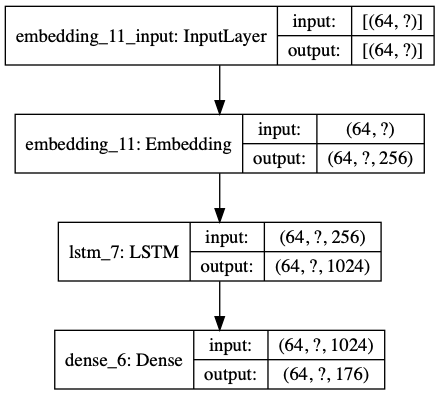 embedding_11_input: InputLayer
input:
[(64, ?)]
output:
[(64, ?)]
embedding_11: Embedding
input:
(64, ?)
output:
(64, ?, 256)
lstm_7: LSTM
input:
(64, ?, 256)
output:
(64, ?, 1024)
dense_6: Dense
input:
(64, ?, 1024)
output:
(64, ?, 176)